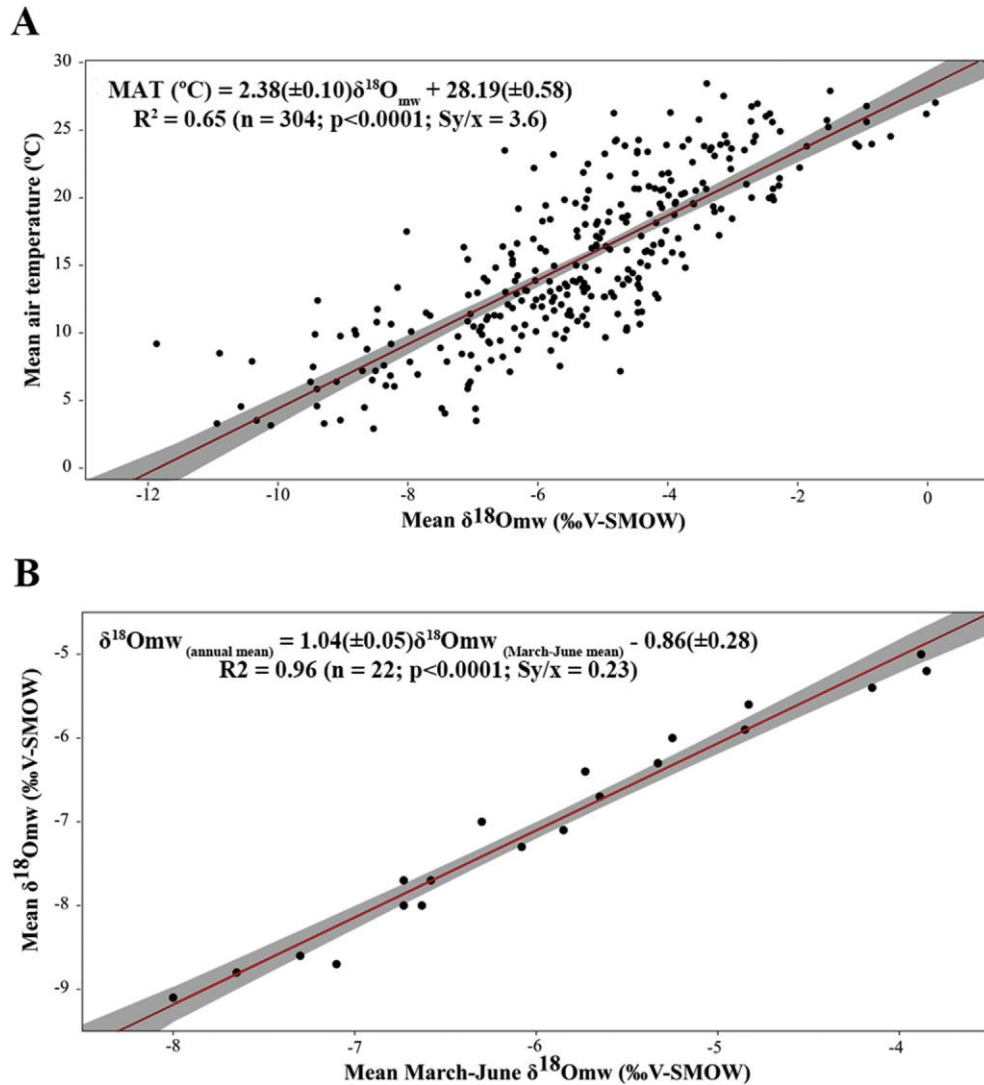 A
MAT (ºC) = 2.38(±0.10)δ18Omw + 28.19(±0.58)
R2 = 0.65 (n = 304; p<0.0001; Sy/x = 3.6)
Mean air temperature (ºC)
30
25
20
15
10
5
0
-12 -10 -8 -6 -4 -2 0
Mean δ18Omw (‰V-SMOW)
B
δ18Omw (annual mean) = 1.04(±0.05)δ18Omw (March-June mean) - 0.86(±0.28)
R2 = 0.96 (n = 22; p<0.0001; Sy/x = 0.23)
Mean δ18Omw (‰V-SMOW)
-5
-6
-7
-8
-9
-8 -7 -6 -5 -4
Mean March-June δ18Omw (‰V-SMOW)